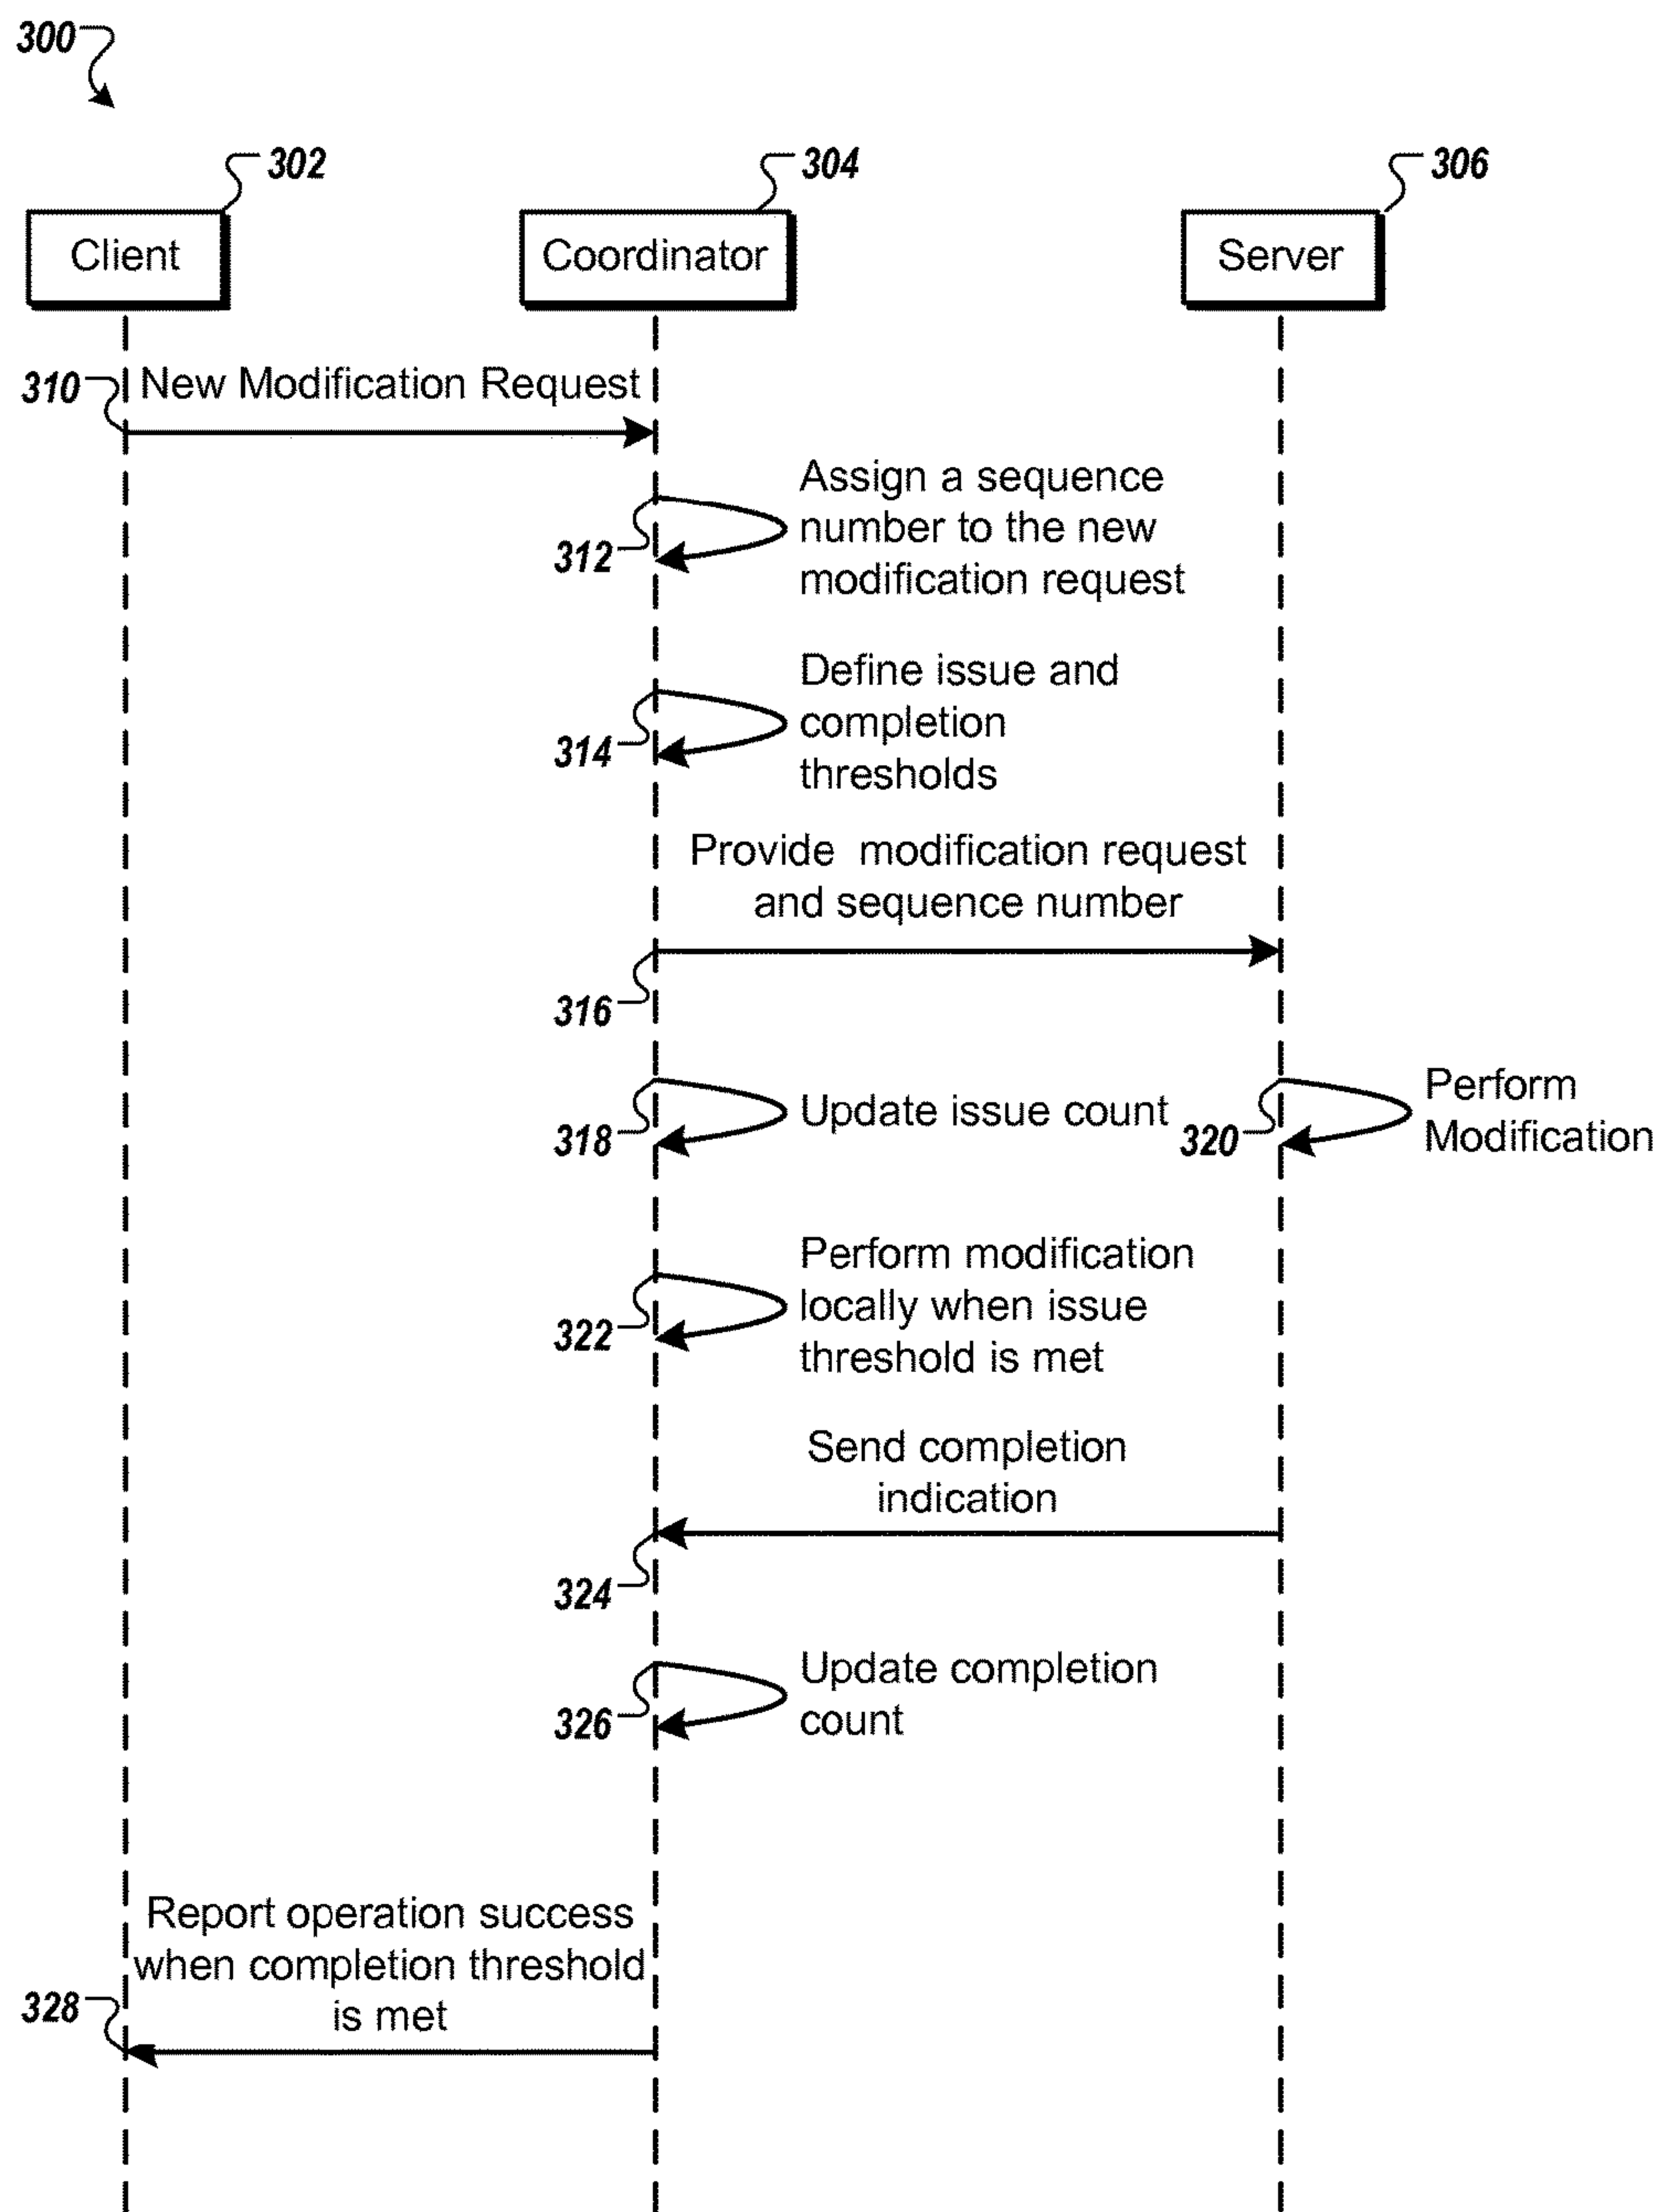 300
302
304
306
Client
Coordinator
Server
310
New Modification Request
Assign a sequence
number to the new
modification request
312
Define issue and
completion
thresholds
314
Provide modification request
and sequence number
316
Update issue count
318
Perform
Modification
320
Perform modification
locally when issue
threshold is met
322
Send completion
indication
324
Update completion
count
326
Report operation success
when completion threshold
is met
328